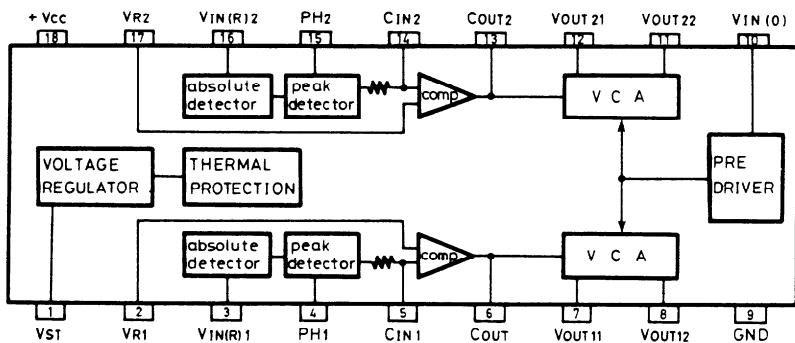 + VCC VR2 VIN(R)2 PH2 CIN2 COUT2 VOUT21 VOUT22 VIN(0)
18 17 16 15 14 13 12 11 10
absolute detector
peak detector
comp
V C A
VOLTAGE REGULATOR
THERMAL PROTECTION
PRE DRIVER
absolute detector
peak detector
comp
V C A
1 2 3 4 5 6 7 8 9
VST VR1 VIN(R)1 PH1 CIN1 COUT VOUT11 VOUT12 GND